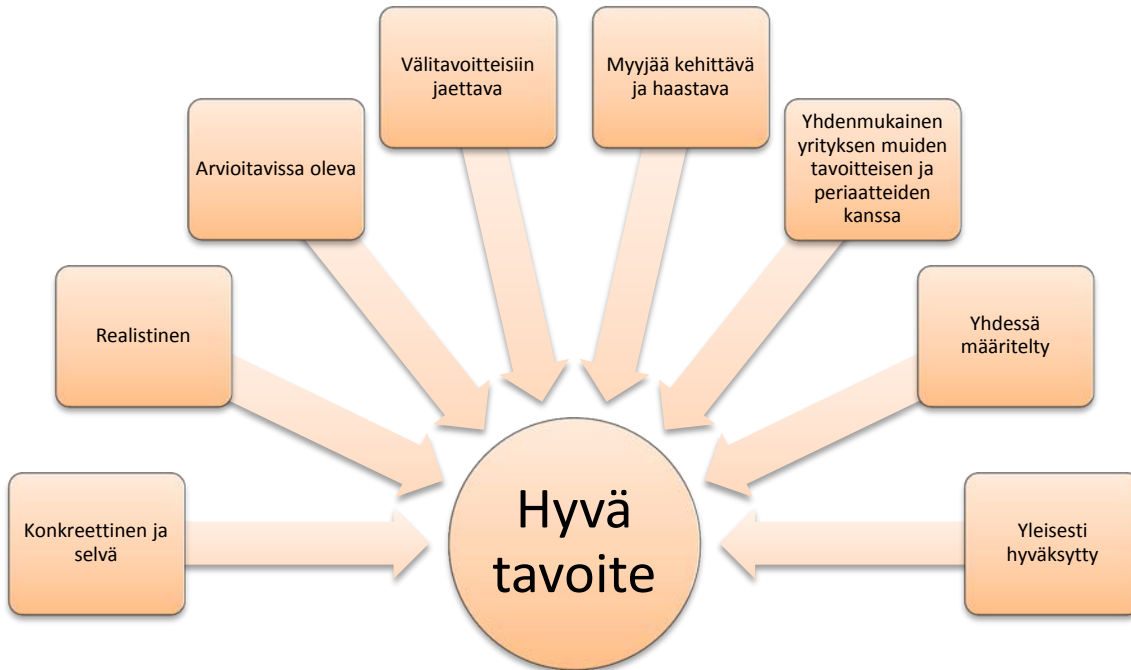 Välitavoitteisiin
jaettava
Myyjää kehittävä
ja haastava
Arvioitavissa oleva
Yhdenmukainen
yrityksen muiden
tavoitteisen ja
periaatteiden
kanssa
Realistinen
Yhdessä
määritelty
Konkreettinen ja
selvä
Hyvä
tavoite
Yleisesti
hyväksytty